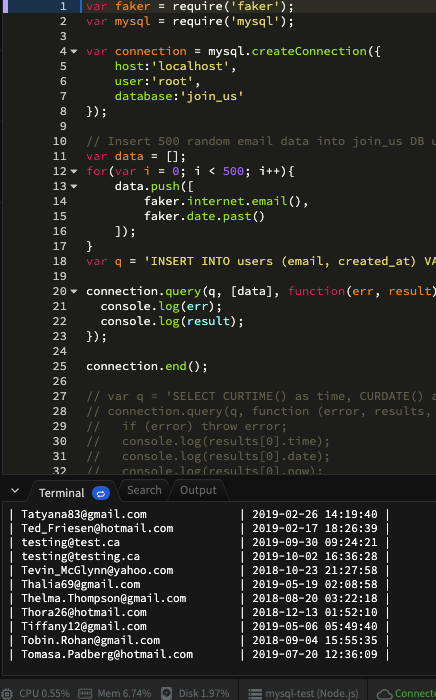 1 var faker = require('faker');
2 var mysql = require('mysql');
3
4 var connection = mysql.createConnection({
5 host:'localhost',
6 user:'root',
7 database:'join_us'
8 });
9
10 // Insert 500 random email data into join_us DB u
11 var data = [];
12 for(var i = 0; i < 500; i++){
13 data.push([
14 faker.internet.email(),
15 faker.date.past()
16 ]);
17 }
18 var q = 'INSERT INTO users (email, created_at) VA
19
20 connection.query(q, [data], function(err, result)
21 console.log(err);
22 console.log(result);
23 });
24
25 connection.end();
26
27 // var q = 'SELECT CURTIME() as time, CURDATE() a
28 // connection.query(q, function (error, results,
29 // if (error) throw error;
30 // console.log(results[0].time);
31 // console.log(results[0].date);
32 // console.log(results[0].now);
Terminal Search Output
| Tatyana83@gmail.com | 2019-02-26 14:19:40 |
| Ted_Friesen@hotmail.com | 2019-02-17 18:26:39 |
| testing@test.ca | 2019-09-30 09:24:21 |
| testing@testing.ca | 2019-10-02 16:36:28 |
| Tevin_McGlynn@yahoo.com | 2018-10-23 21:27:58 |
| Thalia69@gmail.com | 2019-05-19 02:08:58 |
| Thelma.Thompson@gmail.com | 2018-08-20 03:22:18 |
| Thora26@hotmail.com | 2018-12-13 01:52:10 |
| Tiffany12@gmail.com | 2019-05-06 05:49:40 |
| Tobin.Rohan@gmail.com | 2018-09-04 15:55:35 |
| Tomasa.Padberg@hotmail.com | 2019-07-20 12:36:09 |
CPU 0.55% Mem 6.74% Disk 1.97% mysql-test (Node.js) Connecte